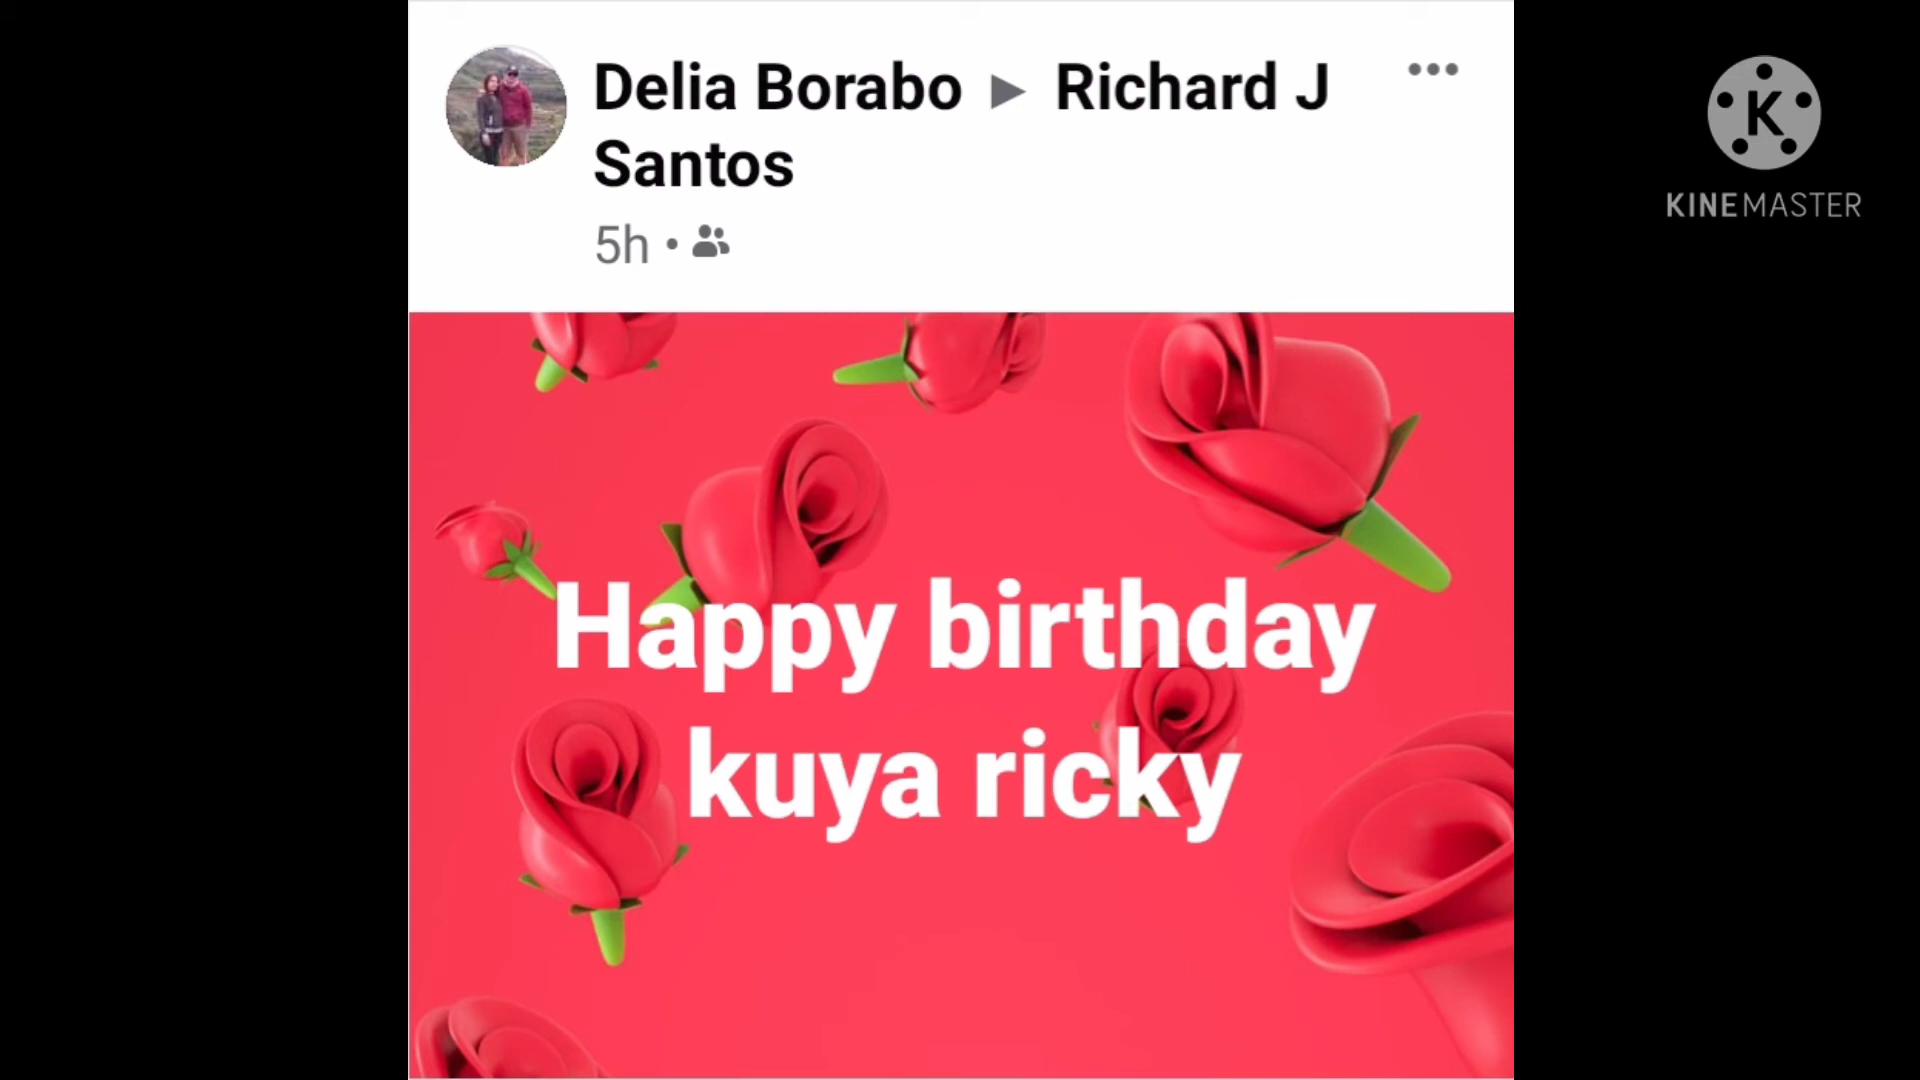 Delia Borabo ▸ Richard J
Santos
5h •
Happy birthday
kuya ricky
K
KINEMASTER